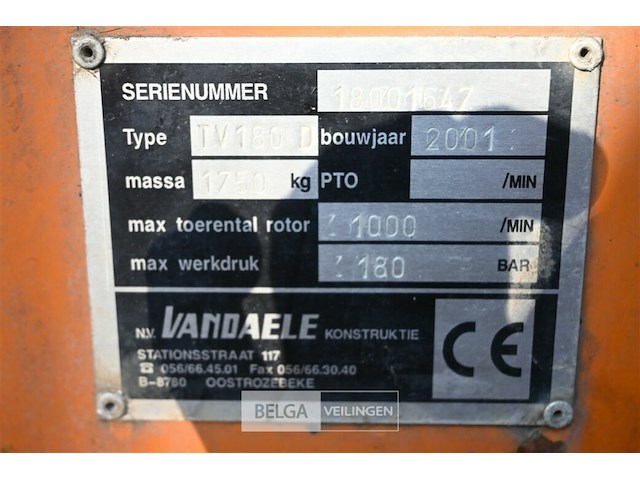 SERIENUMMER 18001647
Type TV180 D bouwjaar 2001
massa 1750 kg PTO /MIN
max toerental rotor 1000 /MIN
max werkdruk 180 BAR
N.V. VANDAELE KONSTRUKTIE
STATIONSSTRAAT 117
☎ 056/66.45.01 Fax 056/66.30.40
B-8780 OOSTROZEBEKE
CE
BELGA VEILINGEN